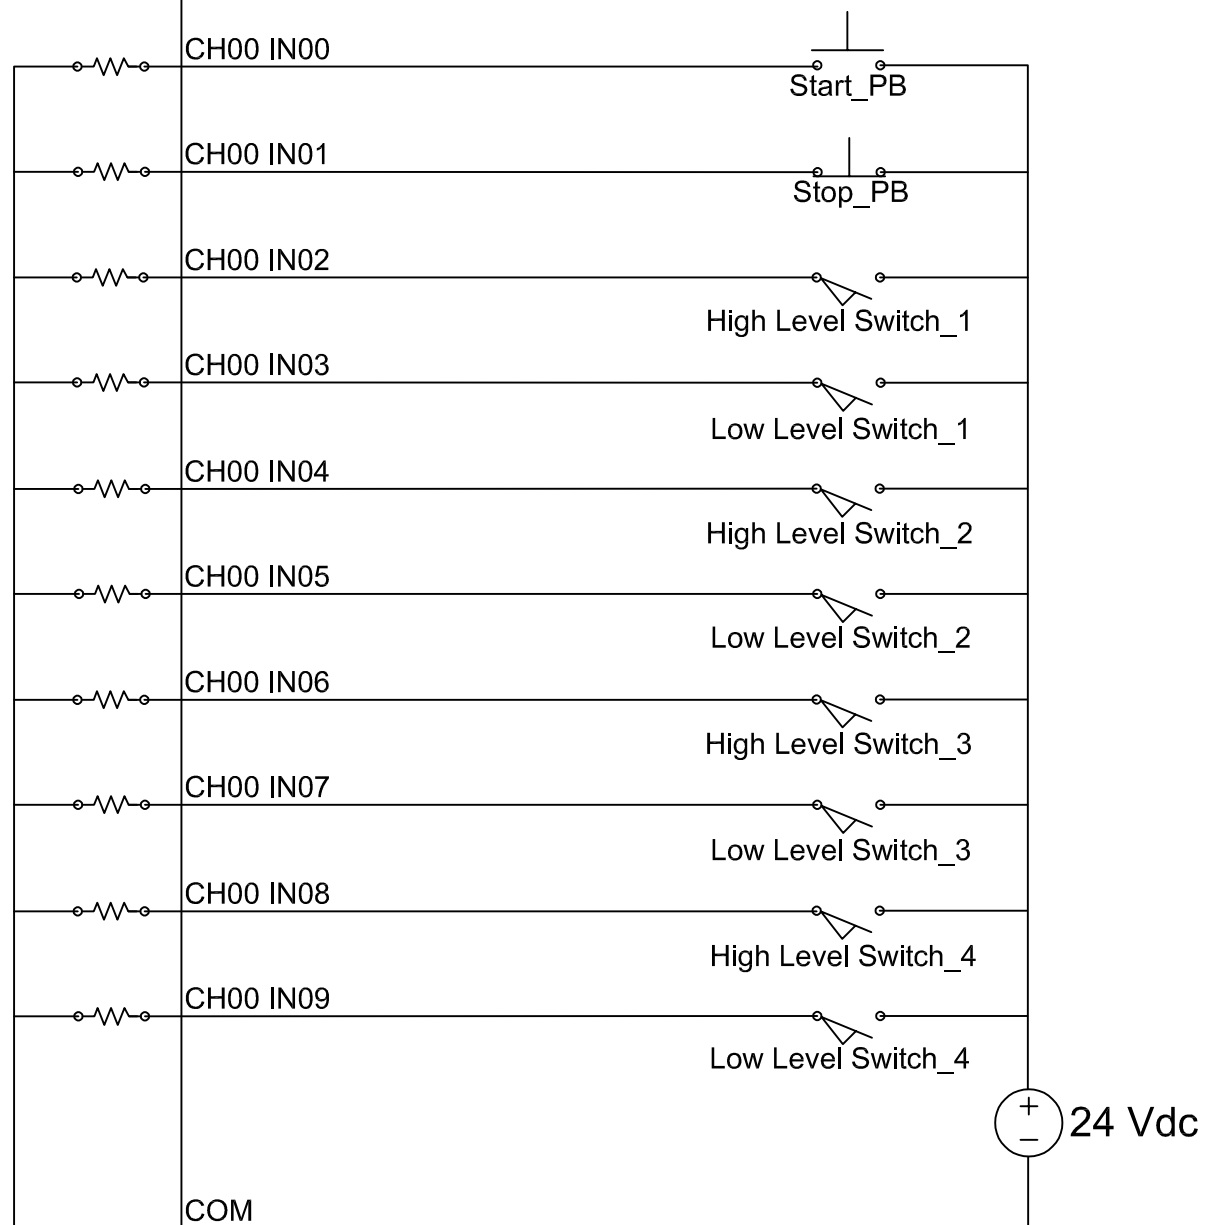 CH00 IN00
Start_PB
CH00 IN01
Stop_PB
CH00 IN02
High Level Switch_1
CH00 IN03
Low Level Switch_1
CH00 IN04
High Level Switch_2
CH00 IN05
Low Level Switch_2
CH00 IN06
High Level Switch_3
CH00 IN07
Low Level Switch_3
CH00 IN08
High Level Switch_4
CH00 IN09
Low Level Switch_4
+
24 Vdc
−
COM